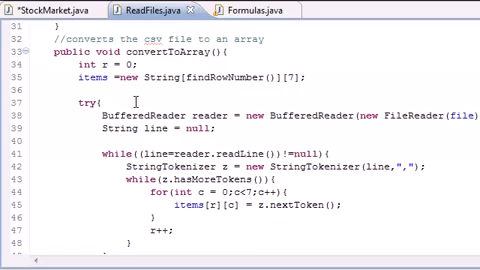 *StockMarket.java
ReadFiles.java
Formulas.java
31 }
32 //converts the csv file to an array
33 public void convertToArray(){
34 int r = 0;
35 items =new String[findRowNumber()][7];
36
37 try{
38 BufferedReader reader = new BufferedReader(new FileReader(file)
39 String line = null;
40
41 while((line=reader.readLine())!=null){
42 StringTokenizer z = new StringTokenizer(line,",");
43 while(z.hasMoreTokens()){
44 for(int c = 0;c<7;c++){
45 items[r][c] = z.nextToken();
46 }
47 r++;
48 }